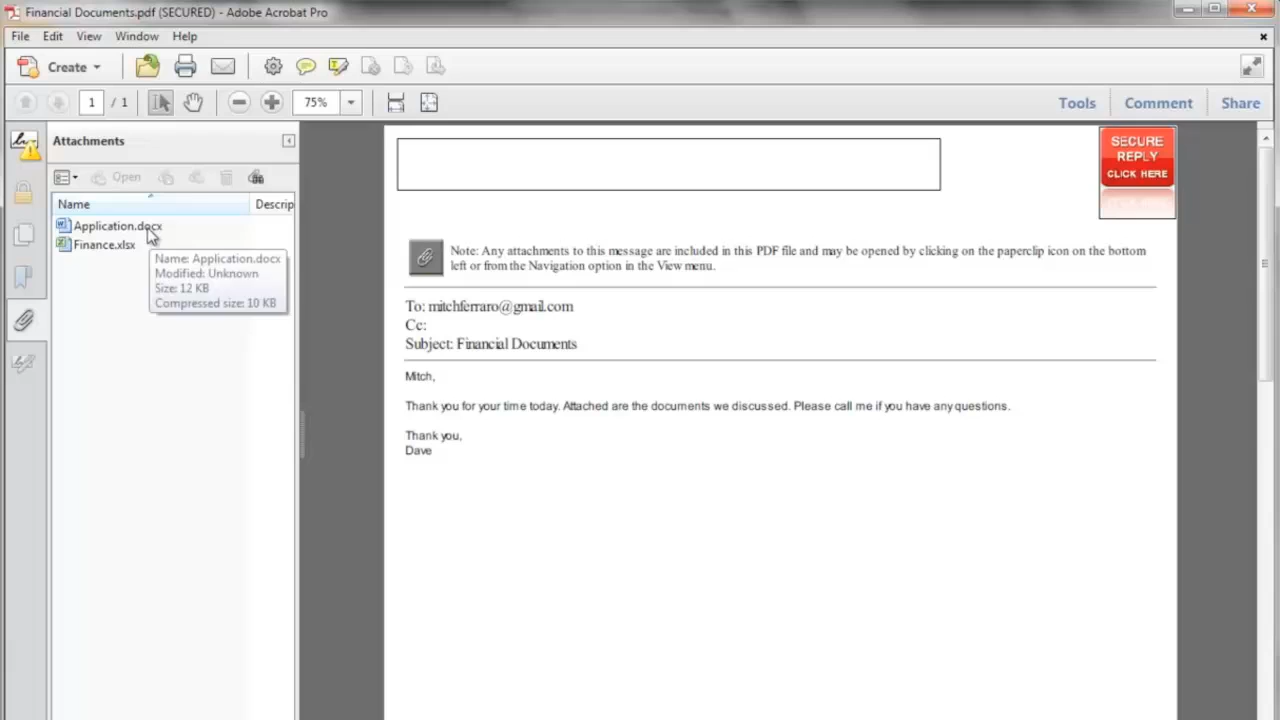 Financial Documents.pdf (SECURED) - Adobe Acrobat Pro
File Edit View Window Help
Create
1 / 1
75%
Tools Comment Share
Attachments
Open
Name Descrip
Application.docx
Finance.xlsx
Name: Application.docx
Modified: Unknown
Size: 12 KB
Compressed size: 10 KB
SECURE
REPLY
CLICK HERE
Note: Any attachments to this message are included in this PDF file and may be opened by clicking on the paperclip icon on the bottom
left or from the Navigation option in the View menu.
To: mitchferraro@gmail.com
Cc:
Subject: Financial Documents
Mitch,
Thank you for your time today. Attached are the documents we discussed. Please call me if you have any questions.
Thank you,
Dave